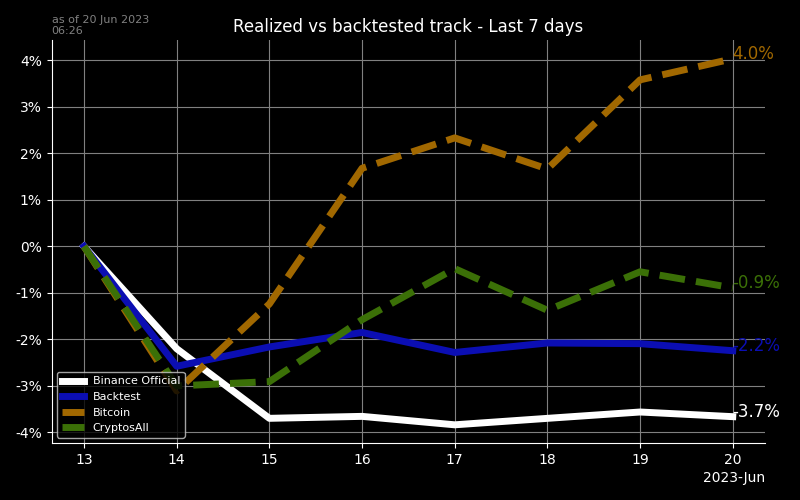 as of 20 Jun 2023
06:26
Realized vs backtested track - Last 7 days
4%
3%
2%
1%
0%
-1%
-2%
-3%
-4%
4.0%
-0.9%
-2.2%
-3.7%
Binance Official
Backtest
Bitcoin
CryptosAll
13 14 15 16 17 18 19 20
2023-Jun